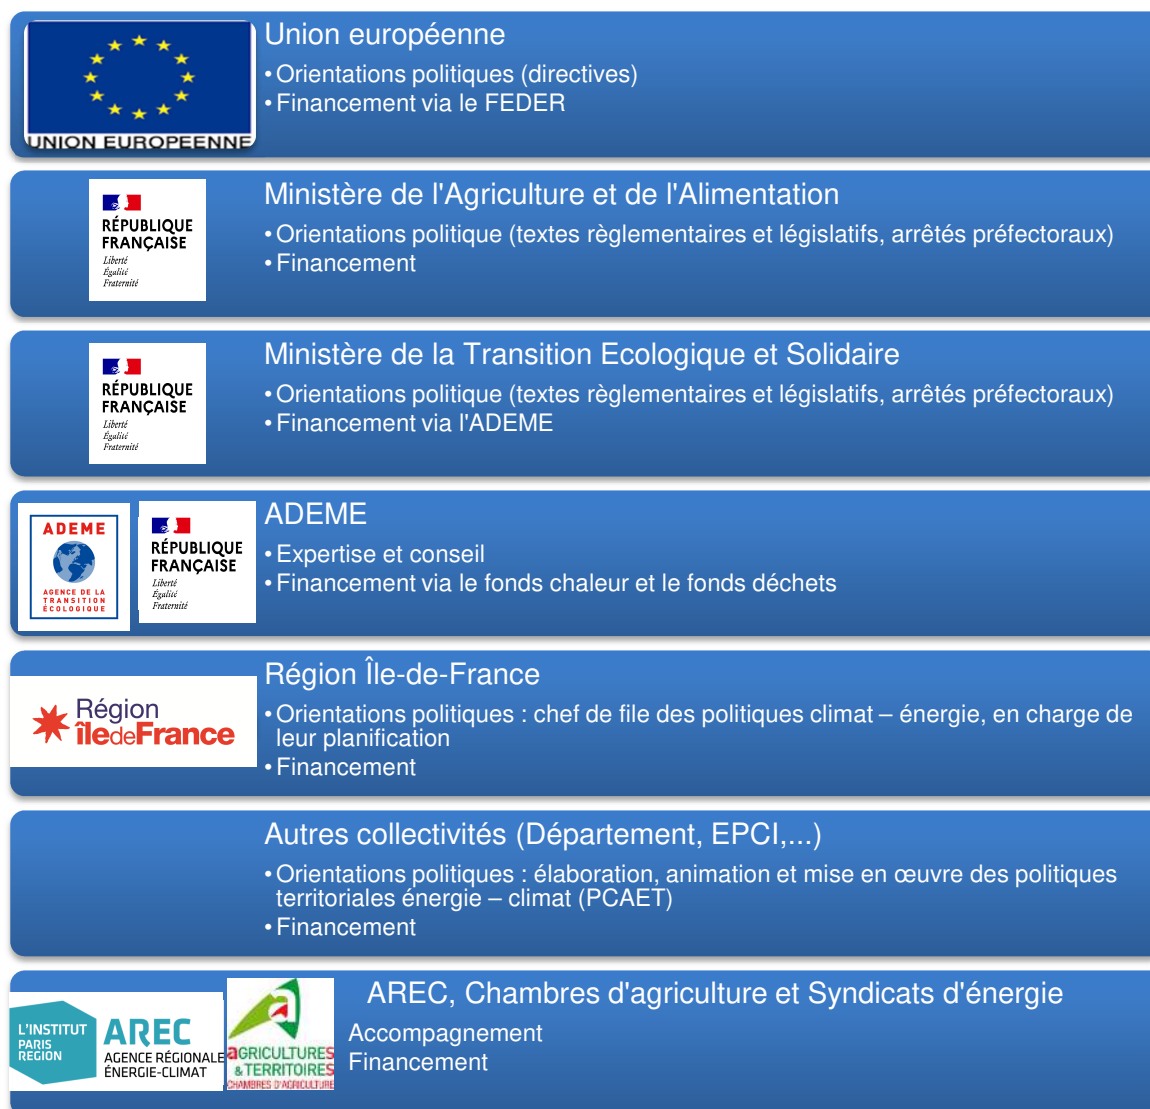 UNION EUROPEENNE
Union européenne
• Orientations politiques (directives)
• Financement via le FEDER
RÉPUBLIQUE
FRANÇAISE
Liberté
Égalité
Fraternité
Ministère de l'Agriculture et de l'Alimentation
• Orientations politique (textes règlementaires et législatifs, arrêtés préfectoraux)
• Financement
RÉPUBLIQUE
FRANÇAISE
Liberté
Égalité
Fraternité
Ministère de la Transition Ecologique et Solidaire
• Orientations politique (textes règlementaires et législatifs, arrêtés préfectoraux)
• Financement via l'ADEME
ADEME
AGENCE DE LA
TRANSITION
ÉCOLOGIQUE
RÉPUBLIQUE
FRANÇAISE
Liberté
Égalité
Fraternité
ADEME
• Expertise et conseil
• Financement via le fonds chaleur et le fonds déchets
Région
îledeFrance
Région Île-de-France
• Orientations politiques : chef de file des politiques climat – énergie, en charge de
leur planification
• Financement
Autres collectivités (Département, EPCI,...)
• Orientations politiques : élaboration, animation et mise en œuvre des politiques
territoriales énergie – climat (PCAET)
• Financement
L'INSTITUT
PARIS
REGION
AREC
AGENCE RÉGIONALE
ÉNERGIE-CLIMAT
AGRICULTURES
& TERRITOIRES
CHAMBRES D'AGRICULTURE
AREC, Chambres d'agriculture et Syndicats d'énergie
Accompagnement
Financement